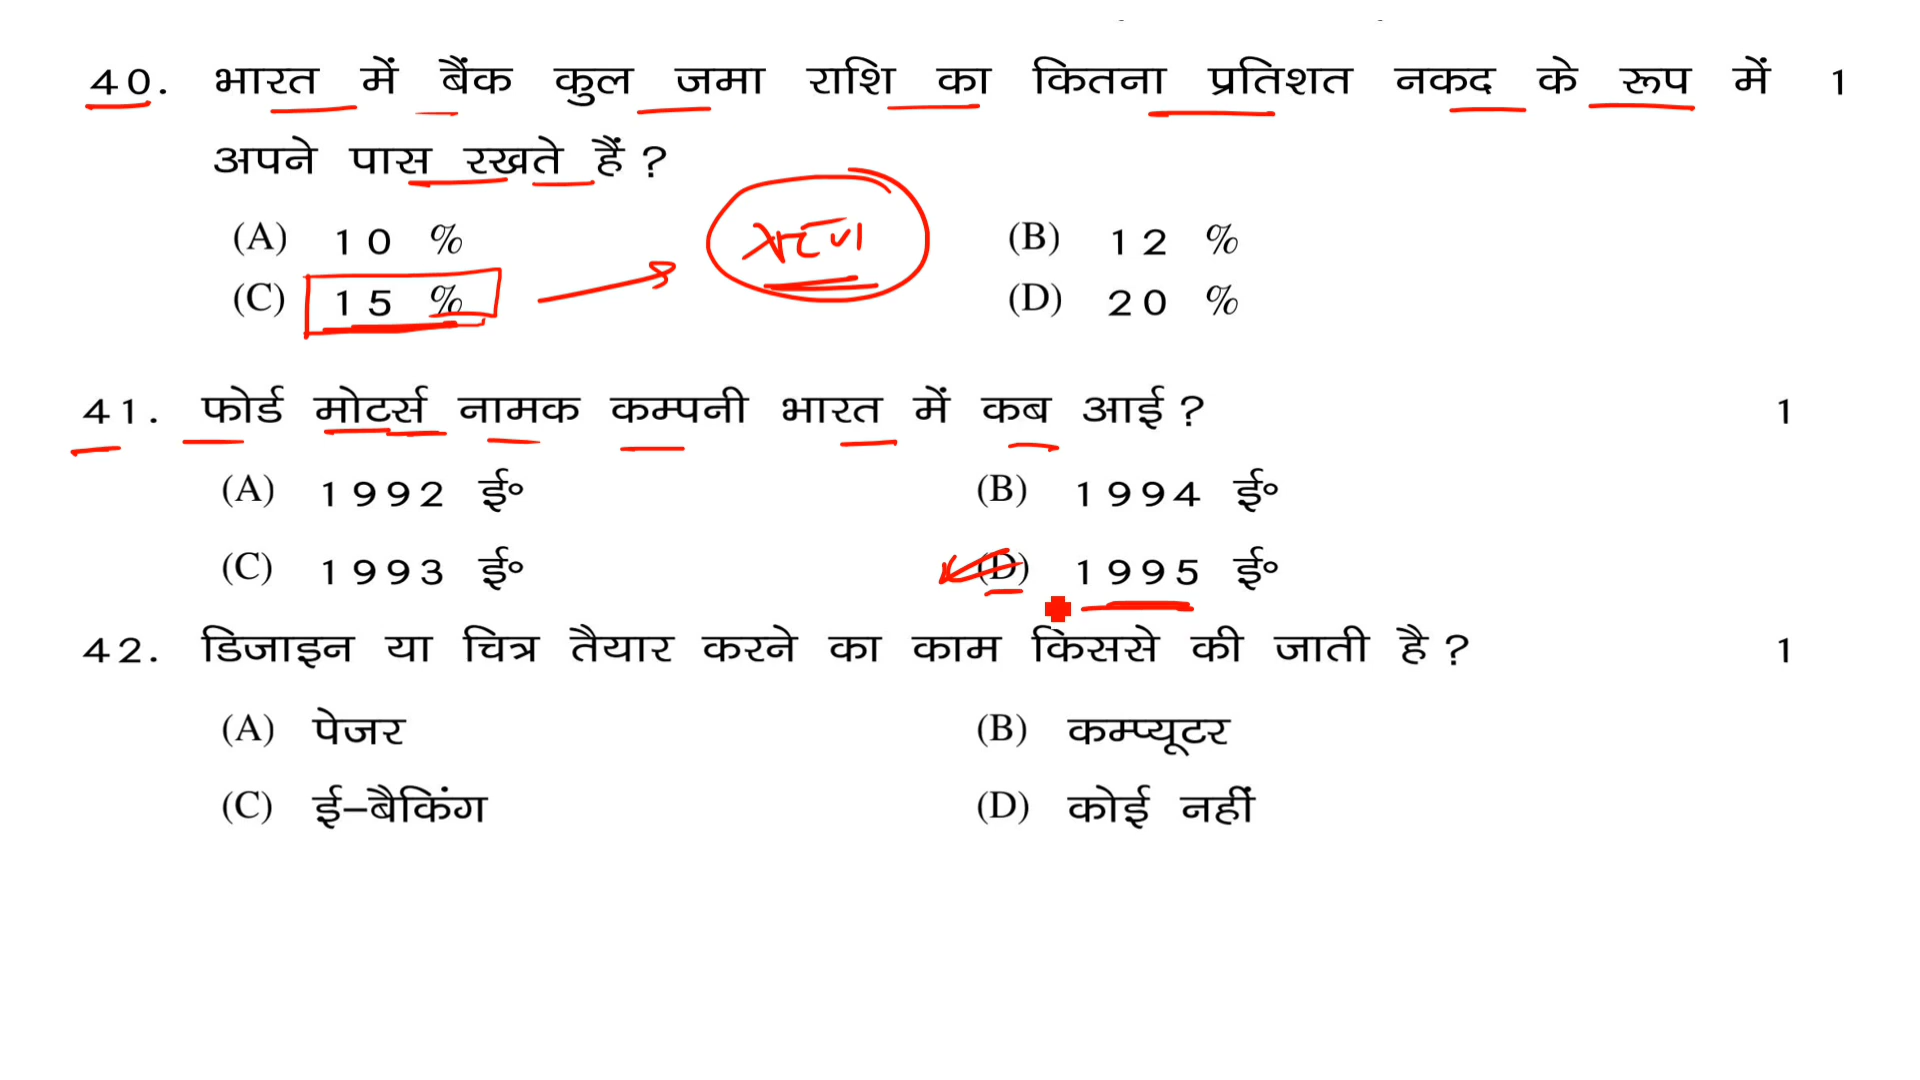 40. भारत में बैंक कुल जमा राशि का कितना प्रतिशत नकद के रूप में 1
अपने पास रखते हैं ?
(A) 10 % (B) 12 %
(C) 15 % (D) 20 %
41. फोर्ड मोटर्स नामक कम्पनी भारत में कब आई ? 1
(A) 1992 ई० (B) 1994 ई०
(C) 1993 ई० (D) 1995 ई०
42. डिजाइन या चित्र तैयार करने का काम किससे की जाती है ? 1
(A) पेजर (B) कम्प्यूटर
(C) ई–बैकिंग (D) कोई नहीं